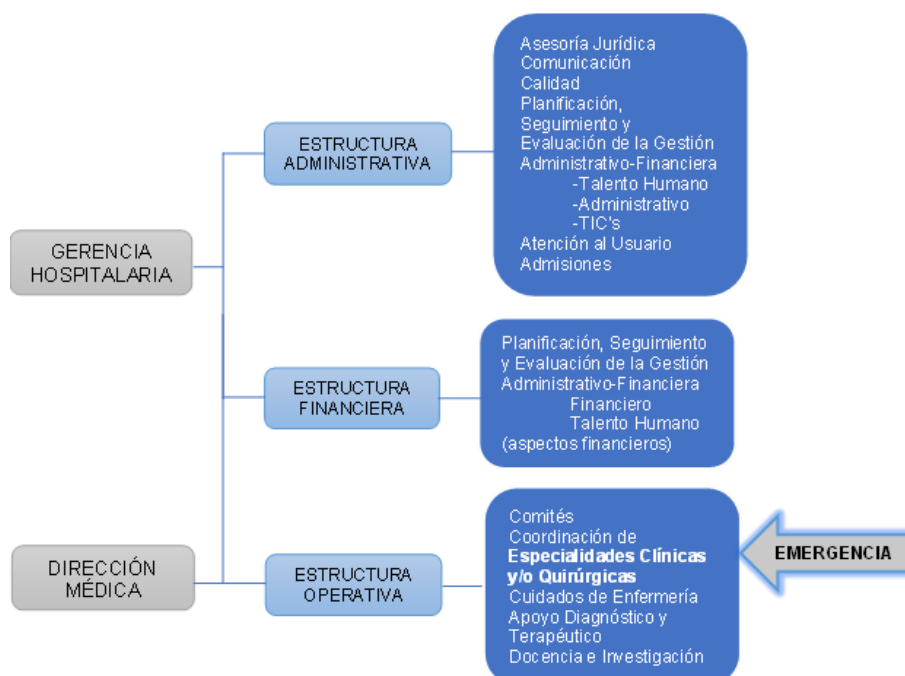 GERENCIA
HOSPITALARIA
DIRECCIÓN
MÉDICA
ESTRUCTURA
ADMINISTRATIVA
Asesoría Jurídica
Comunicación
Calidad
Planificación,
Seguimiento y
Evaluación de la Gestión
Administrativo-Financiera
-Talento Humano
-Administrativo
-TIC's
Atención al Usuario
Admisiones
ESTRUCTURA
FINANCIERA
Planificación, Seguimiento
y Evaluación de la Gestión
Administrativo-Financiera
Financiero
Talento Humano
(aspectos financieros)
ESTRUCTURA
OPERATIVA
Comités
Coordinación de
Especialidades Clínicas
y/o Quirúrgicas
Cuidados de Enfermería
Apoyo Diagnóstico y
Terapéutico
Docencia e Investigación
EMERGENCIA